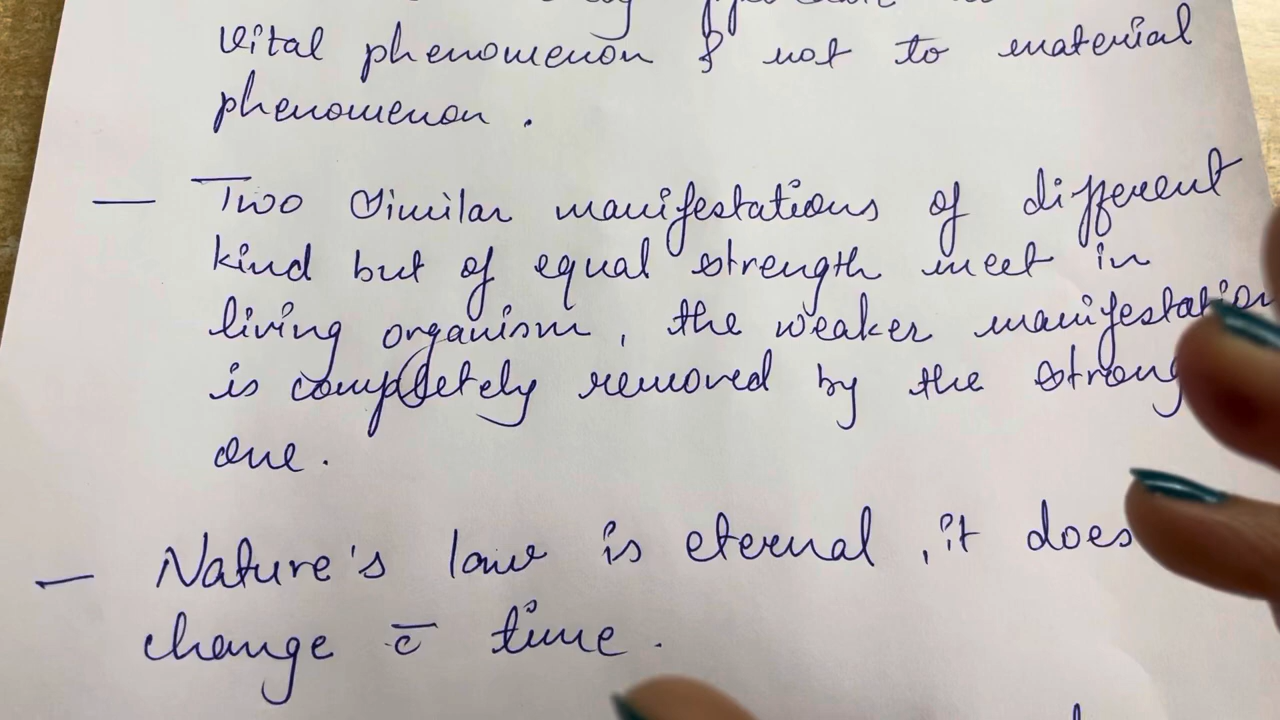 vital phenomenon & not to material
phenomenon.
— Two similar manifestations of different
kind but of equal strength meet in
living organism, the weaker manifestation
is completely removed by the strong
one.
— Nature's law is eternal, it does
change c̄ time.